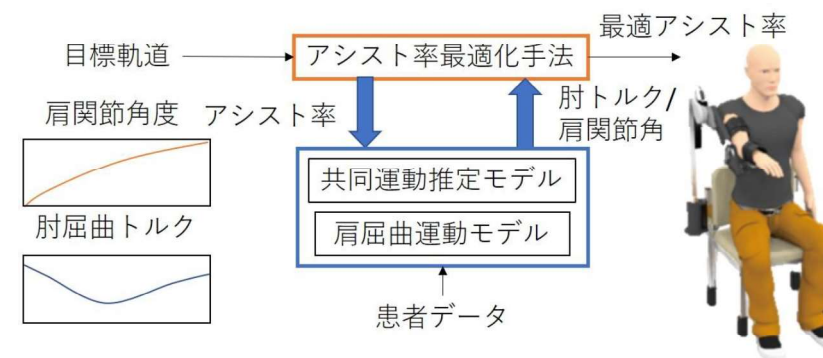 最適アシスト率
目標軌道
アシスト率最適化手法
肩関節角度
アシスト率
肘トルク/
肩関節角
共同運動推定モデル
肘屈曲トルク
肩屈曲運動モデル
患者データ